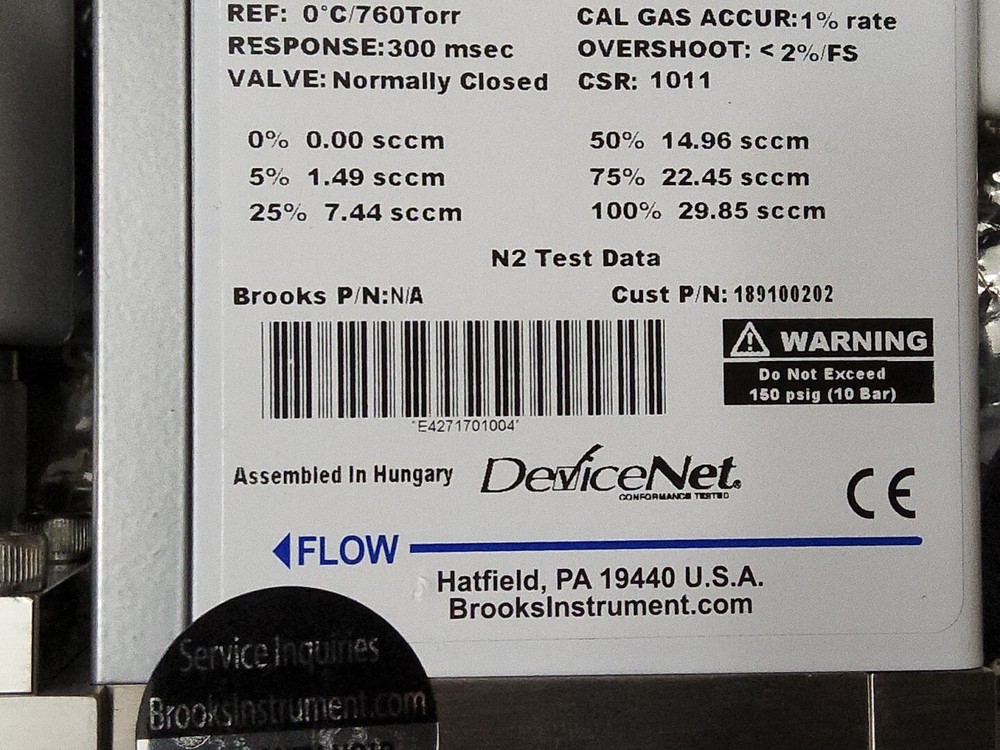 REF: 0°C/760Torr
CAL GAS ACCUR:1% rate
RESPONSE:300 msec
OVERSHOOT: < 2%/FS
VALVE: Normally Closed
CSR: 1011
0% 0.00 sccm
50% 14.96 sccm
5% 1.49 sccm
75% 22.45 sccm
25% 7.44 sccm
100% 29.85 sccm
N2 Test Data
Brooks P/N:N/A
Cust P/N: 189100202
WARNING
Do Not Exceed
150 psig (10 Bar)
*E4271701004*
Assembled In Hungary
DeviceNet®
CONFORMANCE TESTED
CE
FLOW
Hatfield, PA 19440 U.S.A.
BrooksInstrument.com
Service Inquiries
BrooksInstrument.com